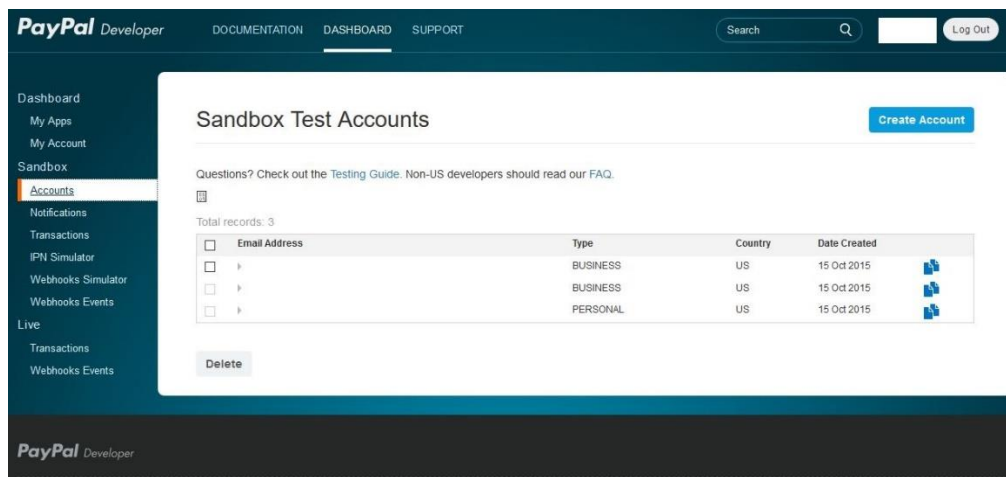 PayPal Developer DOCUMENTATION DASHBOARD SUPPORT Search Log Out
Dashboard
My Apps
My Account
Sandbox
Accounts
Notifications
Transactions
IPN Simulator
Webhooks Simulator
Webhooks Events
Live
Transactions
Webhooks Events
Sandbox Test Accounts Create Account
Questions? Check out the Testing Guide. Non-US developers should read our FAQ.
Total records: 3
Email Address Type Country Date Created
BUSINESS US 15 Oct 2015
BUSINESS US 15 Oct 2015
PERSONAL US 15 Oct 2015
Delete
PayPal Developer